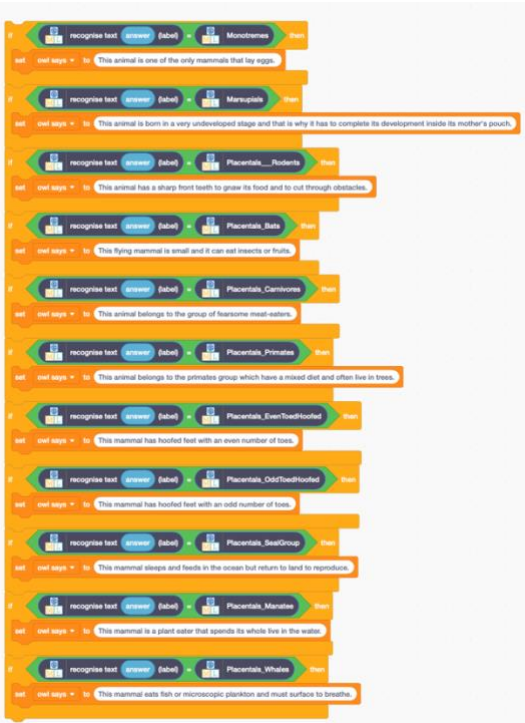 if recognise text answer (label) = Monotremes then
set owl says to This animal is one of the only mammals that lay eggs.
if recognise text answer (label) = Marsupials then
set owl says to This animal is born in a very undeveloped stage and that is why it has to complete its development inside its mother's pouch.
if recognise text answer (label) = Placentals___Rodents then
set owl says to This animal has a sharp front teeth to gnaw its food and to cut through obstacles.
if recognise text answer (label) = Placentals_Bats then
set owl says to This flying mammal is small and it can eat insects or fruits.
if recognise text answer (label) = Placentals_Carnivores then
set owl says to This animal belongs to the group of fearsome meat-eaters.
if recognise text answer (label) = Placentals_Primates then
set owl says to This animal belongs to the primates group which have a mixed diet and often live in trees.
if recognise text answer (label) = Placentals_EvenToedHoofed then
set owl says to This mammal has hoofed feet with an even number of toes.
if recognise text answer (label) = Placentals_OddToedHoofed then
set owl says to This mammal has hoofed feet with an odd number of toes.
if recognise text answer (label) = Placentals_SealGroup then
set owl says to This mammal sleeps and feeds in the ocean but return to land to reproduce.
if recognise text answer (label) = Placentals_Manatee then
set owl says to This mammal is a plant eater that spends its whole live in the water.
if recognise text answer (label) = Placentals_Whales then
set owl says to This mammal eats fish or microscopic plankton and must surface to breathe.